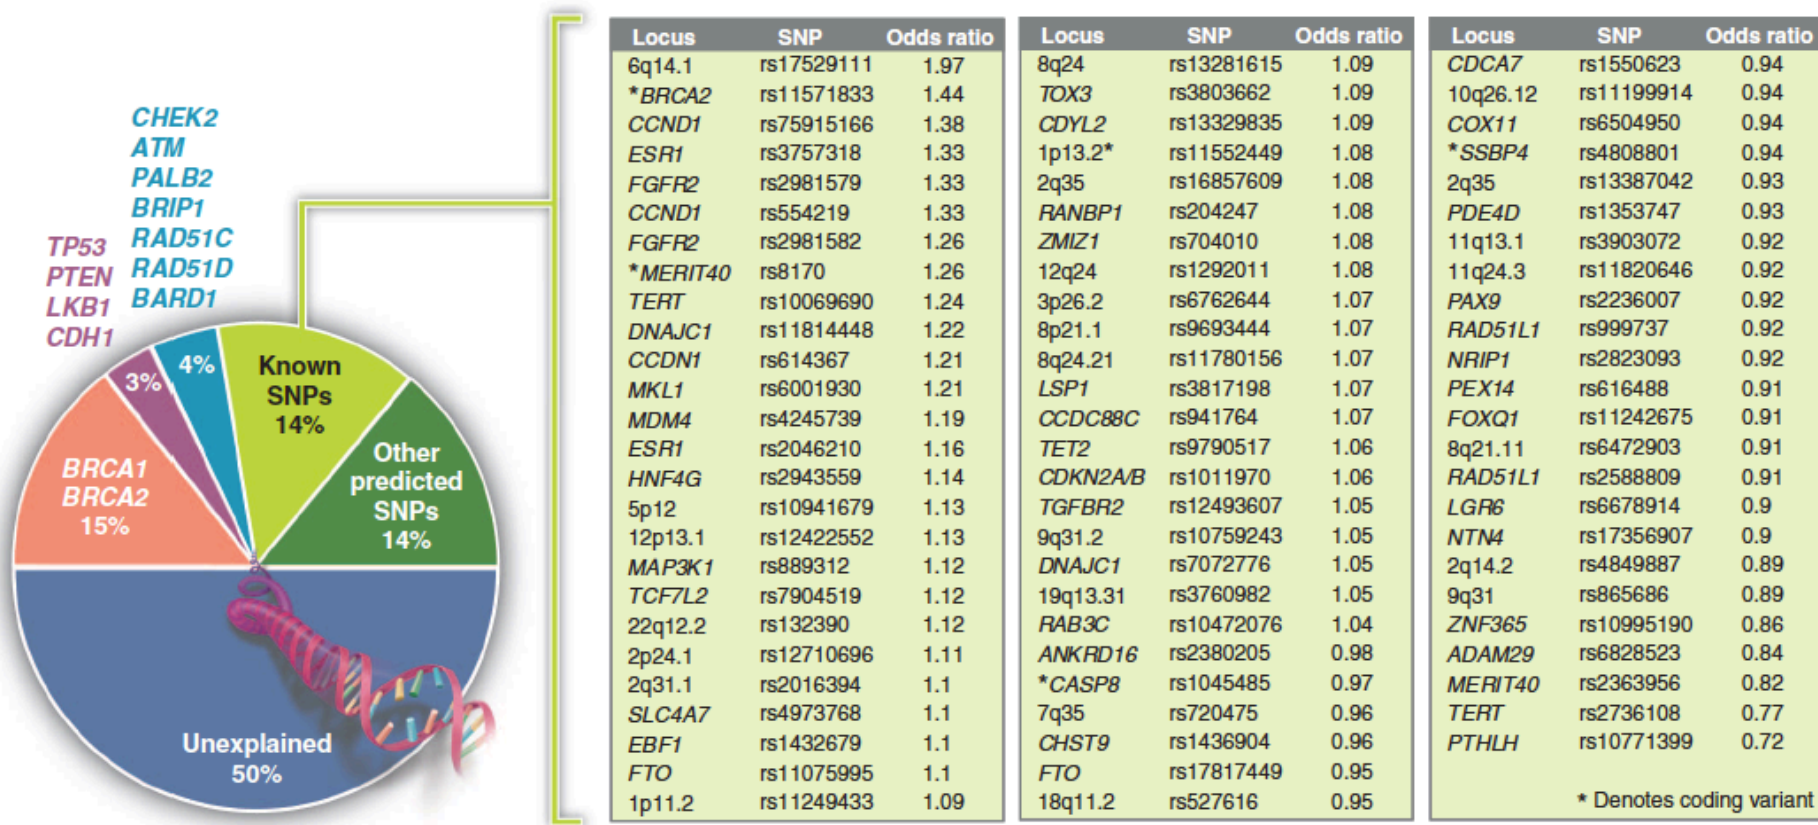 CHEK2
ATM
PALB2
BRIP1
RAD51C
RAD51D
BARD1
TP53
PTEN
LKB1
CDH1
3%
4%
Known
SNPs
14%
Other
predicted
SNPs
14%
BRCA1
BRCA2
15%
Unexplained
50%
Locus SNP Odds ratio
6q14.1 rs17529111 1.97
*BRCA2 rs11571833 1.44
CCND1 rs75915166 1.38
ESR1 rs3757318 1.33
FGFR2 rs2981579 1.33
CCND1 rs554219 1.33
FGFR2 rs2981582 1.26
*MERIT40 rs8170 1.26
TERT rs10069690 1.24
DNAJC1 rs11814448 1.22
CCDN1 rs614367 1.21
MKL1 rs6001930 1.21
MDM4 rs4245739 1.19
ESR1 rs2046210 1.16
HNF4G rs2943559 1.14
5p12 rs10941679 1.13
12p13.1 rs12422552 1.13
MAP3K1 rs889312 1.12
TCF7L2 rs7904519 1.12
22q12.2 rs132390 1.12
2p24.1 rs12710696 1.11
2q31.1 rs2016394 1.1
SLC4A7 rs4973768 1.1
EBF1 rs1432679 1.1
FTO rs11075995 1.1
1p11.2 rs11249433 1.09
Locus SNP Odds ratio
8q24 rs13281615 1.09
TOX3 rs3803662 1.09
CDYL2 rs13329835 1.09
1p13.2* rs11552449 1.08
2q35 rs16857609 1.08
RANBP1 rs204247 1.08
ZMIZ1 rs704010 1.08
12q24 rs1292011 1.08
3p26.2 rs6762644 1.07
8p21.1 rs9693444 1.07
8q24.21 rs11780156 1.07
LSP1 rs3817198 1.07
CCDC88C rs941764 1.07
TET2 rs9790517 1.06
CDKN2A/B rs1011970 1.06
TGFBR2 rs12493607 1.05
9q31.2 rs10759243 1.05
DNAJC1 rs7072776 1.05
19q13.31 rs3760982 1.05
RAB3C rs10472076 1.04
ANKRD16 rs2380205 0.98
*CASP8 rs1045485 0.97
7q35 rs720475 0.96
CHST9 rs1436904 0.96
FTO rs17817449 0.95
18q11.2 rs527616 0.95
Locus SNP Odds ratio
CDCA7 rs1550623 0.94
10q26.12 rs11199914 0.94
COX11 rs6504950 0.94
*SSBP4 rs4808801 0.94
2q35 rs13387042 0.93
PDE4D rs1353747 0.93
11q13.1 rs3903072 0.92
11q24.3 rs11820646 0.92
PAX9 rs2236007 0.92
RAD51L1 rs999737 0.92
NRIP1 rs2823093 0.92
PEX14 rs616488 0.91
FOXQ1 rs11242675 0.91
8q21.11 rs6472903 0.91
RAD51L1 rs2588809 0.91
LGR6 rs6678914 0.9
NTN4 rs17356907 0.9
2q14.2 rs4849887 0.89
9q31 rs865686 0.89
ZNF365 rs10995190 0.86
ADAM29 rs6828523 0.84
MERIT40 rs2363956 0.82
TERT rs2736108 0.77
PTHLH rs10771399 0.72
* Denotes coding variant